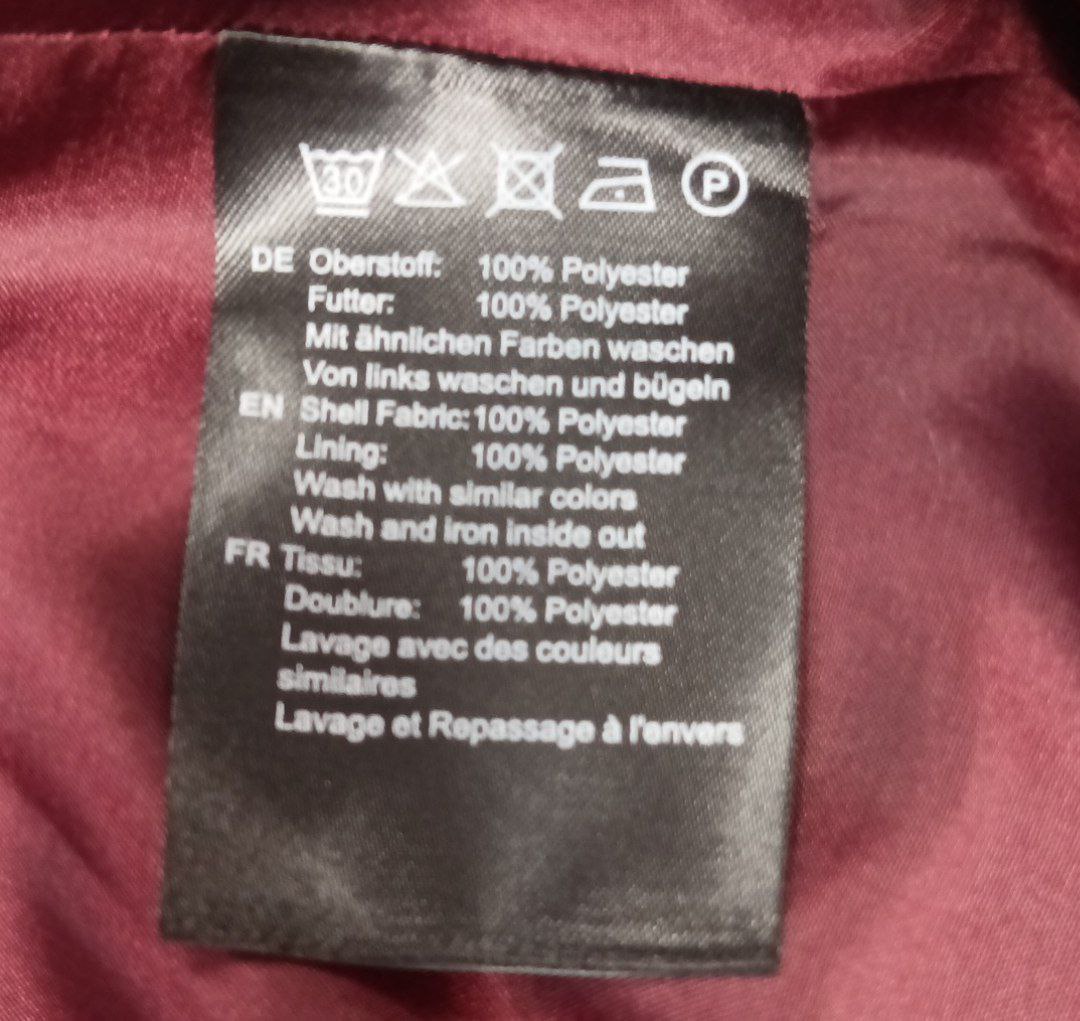 30 P
DE Oberstoff: 100% Polyester
Futter: 100% Polyester
Mit ähnlichen Farben waschen
Von links waschen und bügeln
EN Shell Fabric: 100% Polyester
Lining: 100% Polyester
Wash with similar colors
Wash and iron inside out
FR Tissu: 100% Polyester
Doublure: 100% Polyester
Lavage avec des couleurs
similaires
Lavage et Repassage à l'envers